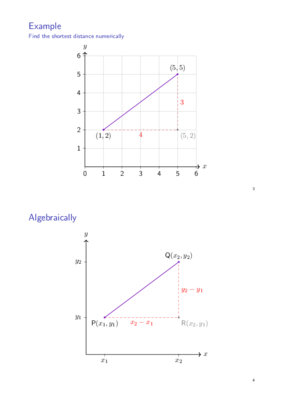 Example
Find the shortest distance numerically
y
6
5
4
3
2
1
(5, 5)
3
(1, 2)
4
(5, 2)
x
0 1 2 3 4 5 6
3
Algebraically
y
Q(x₂, y₂)
y₂
y₂ − y₁
y₁
P(x₁, y₁)
x₂ − x₁
R(x₂, y₁)
x
x₁
x₂
4